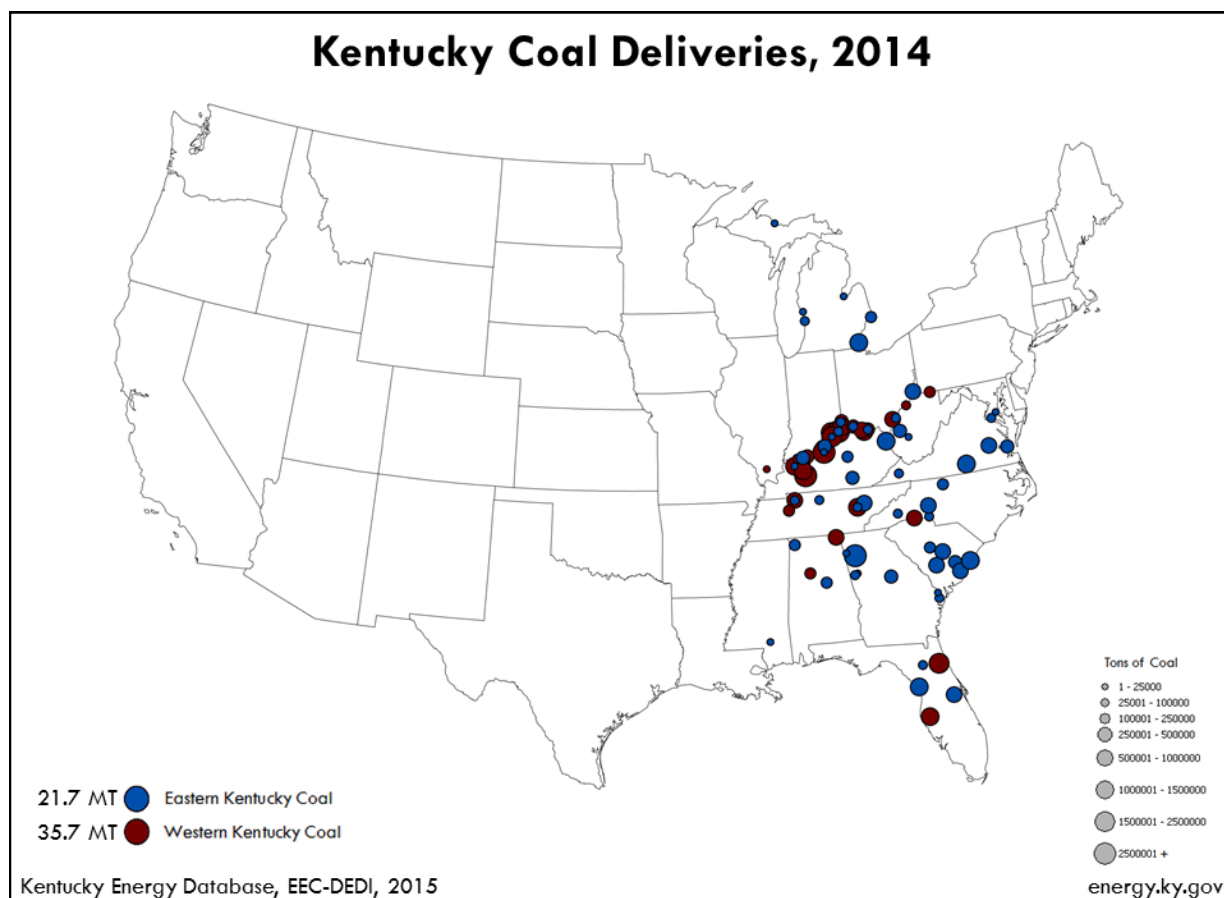 Kentucky Coal Deliveries, 2014
Tons of Coal
1 - 25000
25001 - 100000
100001 - 250000
250001 - 500000
500001 - 1000000
1000001 - 1500000
1500001 - 2500000
2500001 +
21.7 MT Eastern Kentucky Coal
35.7 MT Western Kentucky Coal
Kentucky Energy Database, EEC-DEDI, 2015
energy.ky.gov